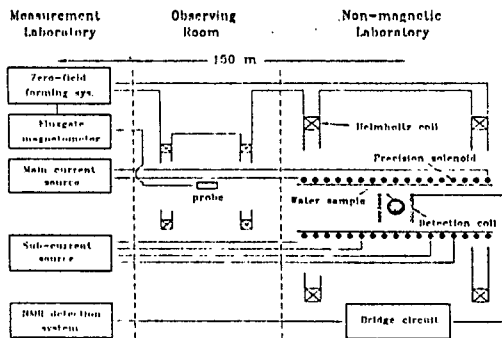 Measurement
Laboratory
Observing
Room
Non-magnetic
Laboratory
150 m
Zero-field
forming sys.
Fluxgate
magnetometer
Helmholtz coil
Main current
source
Precision solenoid
probe
Water sample
Detection coil
Sub-current
source
NMR detection
system
Bridge circuit